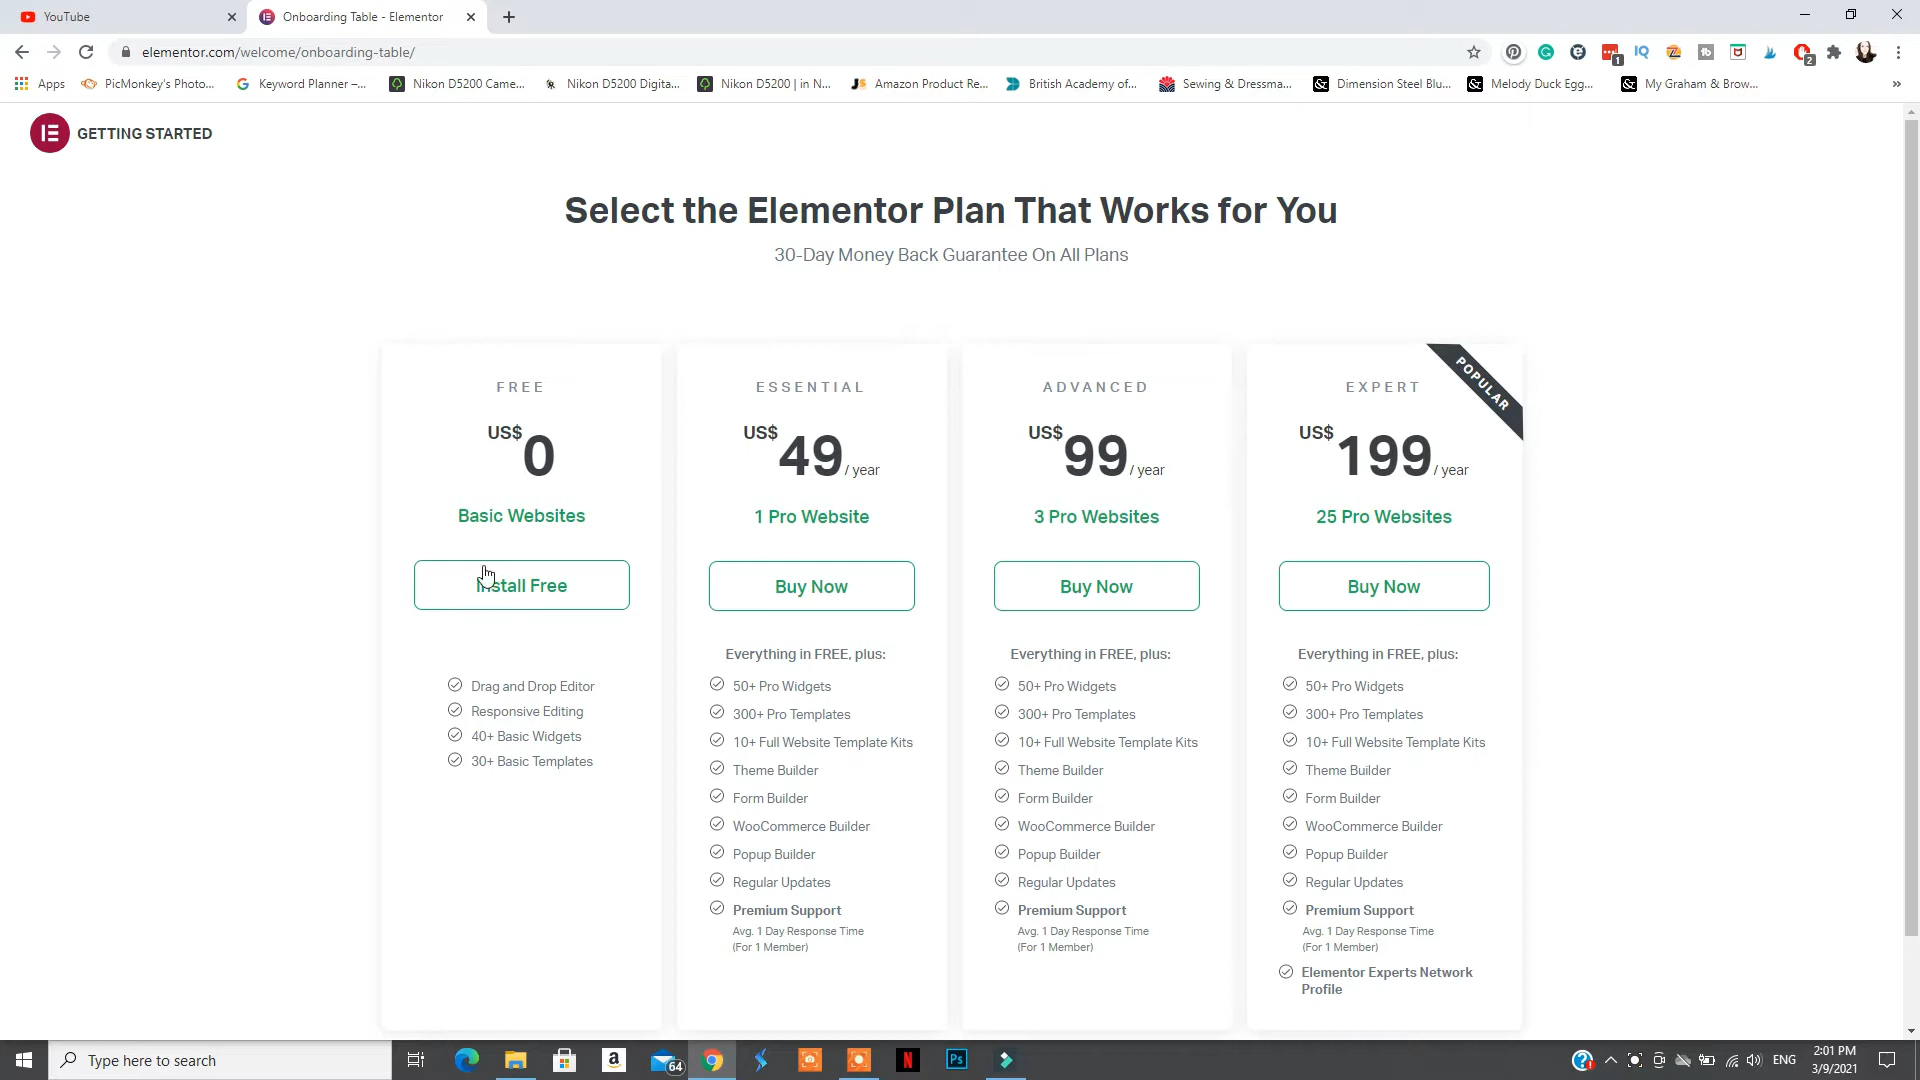 YouTube
Onboarding Table - Elementor
elementor.com/welcome/onboarding-table/
1
IQ
2
Apps
PicMonkey's Photo...
Keyword Planner –...
Nikon D5200 Came...
Nikon D5200 Digita...
Nikon D5200 | in N...
Amazon Product Re...
British Academy of...
Sewing & Dressma...
Dimension Steel Blu...
Melody Duck Egg...
My Graham & Brow...
GETTING STARTED
Select the Elementor Plan That Works for You
30-Day Money Back Guarantee On All Plans
FREE
US$ 0
Basic Websites
Install Free
Drag and Drop Editor
Responsive Editing
40+ Basic Widgets
30+ Basic Templates
ESSENTIAL
US$ 49 / year
1 Pro Website
Buy Now
Everything in FREE, plus:
50+ Pro Widgets
300+ Pro Templates
10+ Full Website Template Kits
Theme Builder
Form Builder
WooCommerce Builder
Popup Builder
Regular Updates
Premium Support
Avg. 1 Day Response Time
(For 1 Member)
ADVANCED
US$ 99 / year
3 Pro Websites
Buy Now
Everything in FREE, plus:
50+ Pro Widgets
300+ Pro Templates
10+ Full Website Template Kits
Theme Builder
Form Builder
WooCommerce Builder
Popup Builder
Regular Updates
Premium Support
Avg. 1 Day Response Time
(For 1 Member)
POPULAR
EXPERT
US$ 199 / year
25 Pro Websites
Buy Now
Everything in FREE, plus:
50+ Pro Widgets
300+ Pro Templates
10+ Full Website Template Kits
Theme Builder
Form Builder
WooCommerce Builder
Popup Builder
Regular Updates
Premium Support
Avg. 1 Day Response Time
(For 1 Member)
Elementor Experts Network
Profile
Type here to search
64
Ps
ENG
2:01 PM
3/9/2021